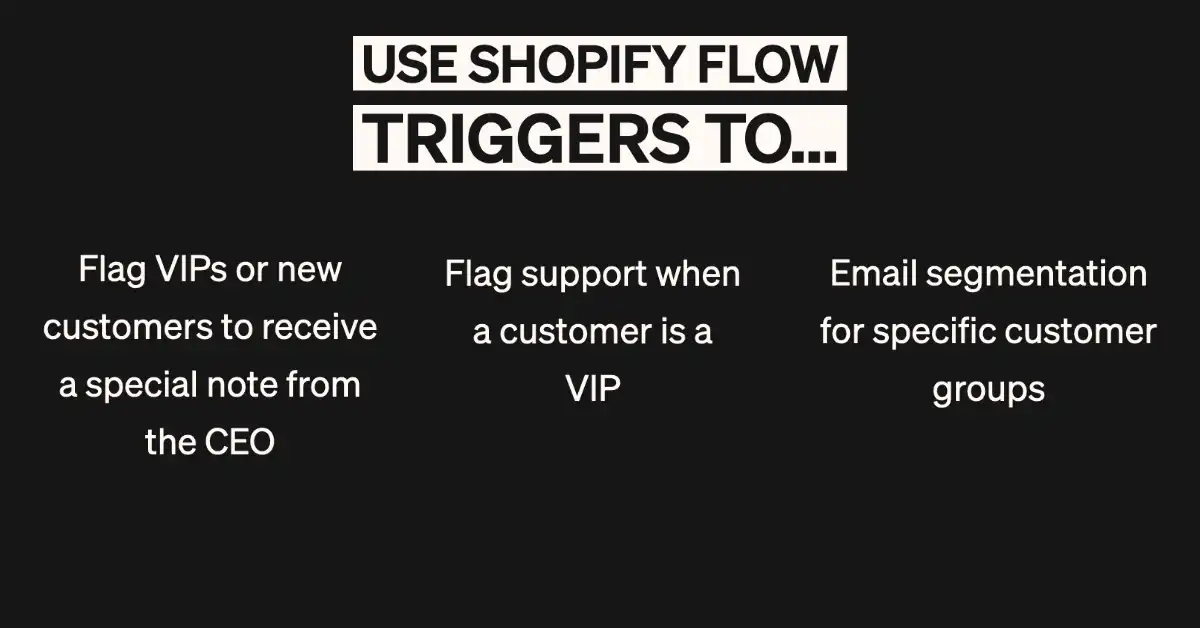 USE SHOPIFY FLOW
TRIGGERS TO...
Flag VIPs or new
customers to receive
a special note from
the CEO
Flag support when
a customer is a
VIP
Email segmentation
for specific customer
groups